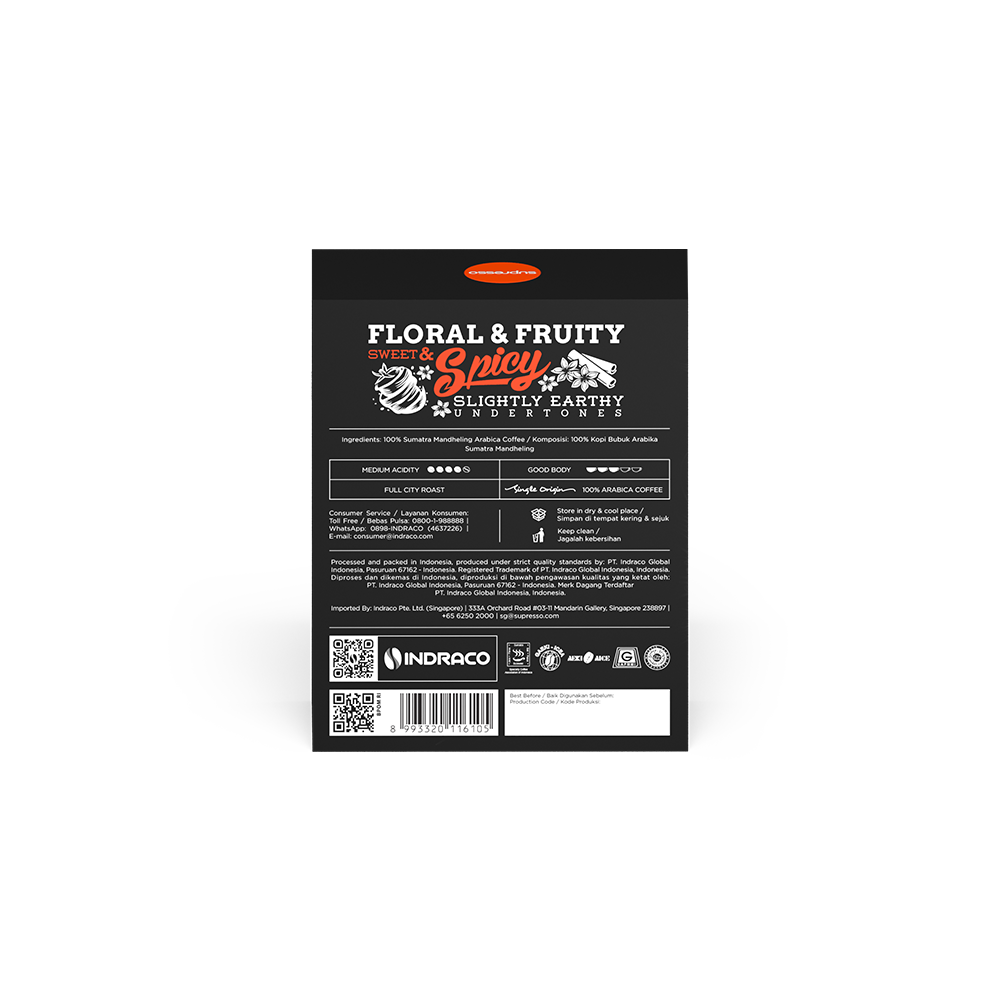 supresso
FLORAL & FRUITY
SWEET & Spicy
SLIGHTLY EARTHY
UNDERTONES
Ingredients: 100% Sumatra Mandheling Arabica Coffee / Komposisi: 100% Kopi Bubuk Arabika
Sumatra Mandheling
MEDIUM ACIDITY
GOOD BODY
FULL CITY ROAST
Single Origin 100% ARABICA COFFEE
Consumer Service / Layanan Konsumen:
Toll Free / Bebas Pulsa: 0800-1-988888 |
WhatsApp: 0898-INDRACO (4637226) |
E-mail: consumer@indraco.com
Store in dry & cool place /
Simpan di tempat kering & sejuk
Keep clean /
Jagalah kebersihan
Processed and packed in Indonesia, produced under strict quality standards by: PT. Indraco Global
Indonesia, Pasuruan 67162 - Indonesia. Registered Trademark of PT. Indraco Global Indonesia, Indonesia.
Diproses dan dikemas di Indonesia, diproduksi di bawah pengawasan kualitas yang ketat oleh:
PT. Indraco Global Indonesia, Pasuruan 67162 - Indonesia. Merk Dagang Terdaftar
PT. Indraco Global Indonesia, Indonesia.
Imported By: Indraco Pte. Ltd. (Singapore) | 333A Orchard Road #03-11 Mandarin Gallery, Singapore 238897 |
+65 6250 2000 | sg@supresso.com
INDRACO
AEKI AICE
G
BPOM RI
8 993320 116105
Best Before / Baik Digunakan Sebelum:
Production Code / Kode Produksi: